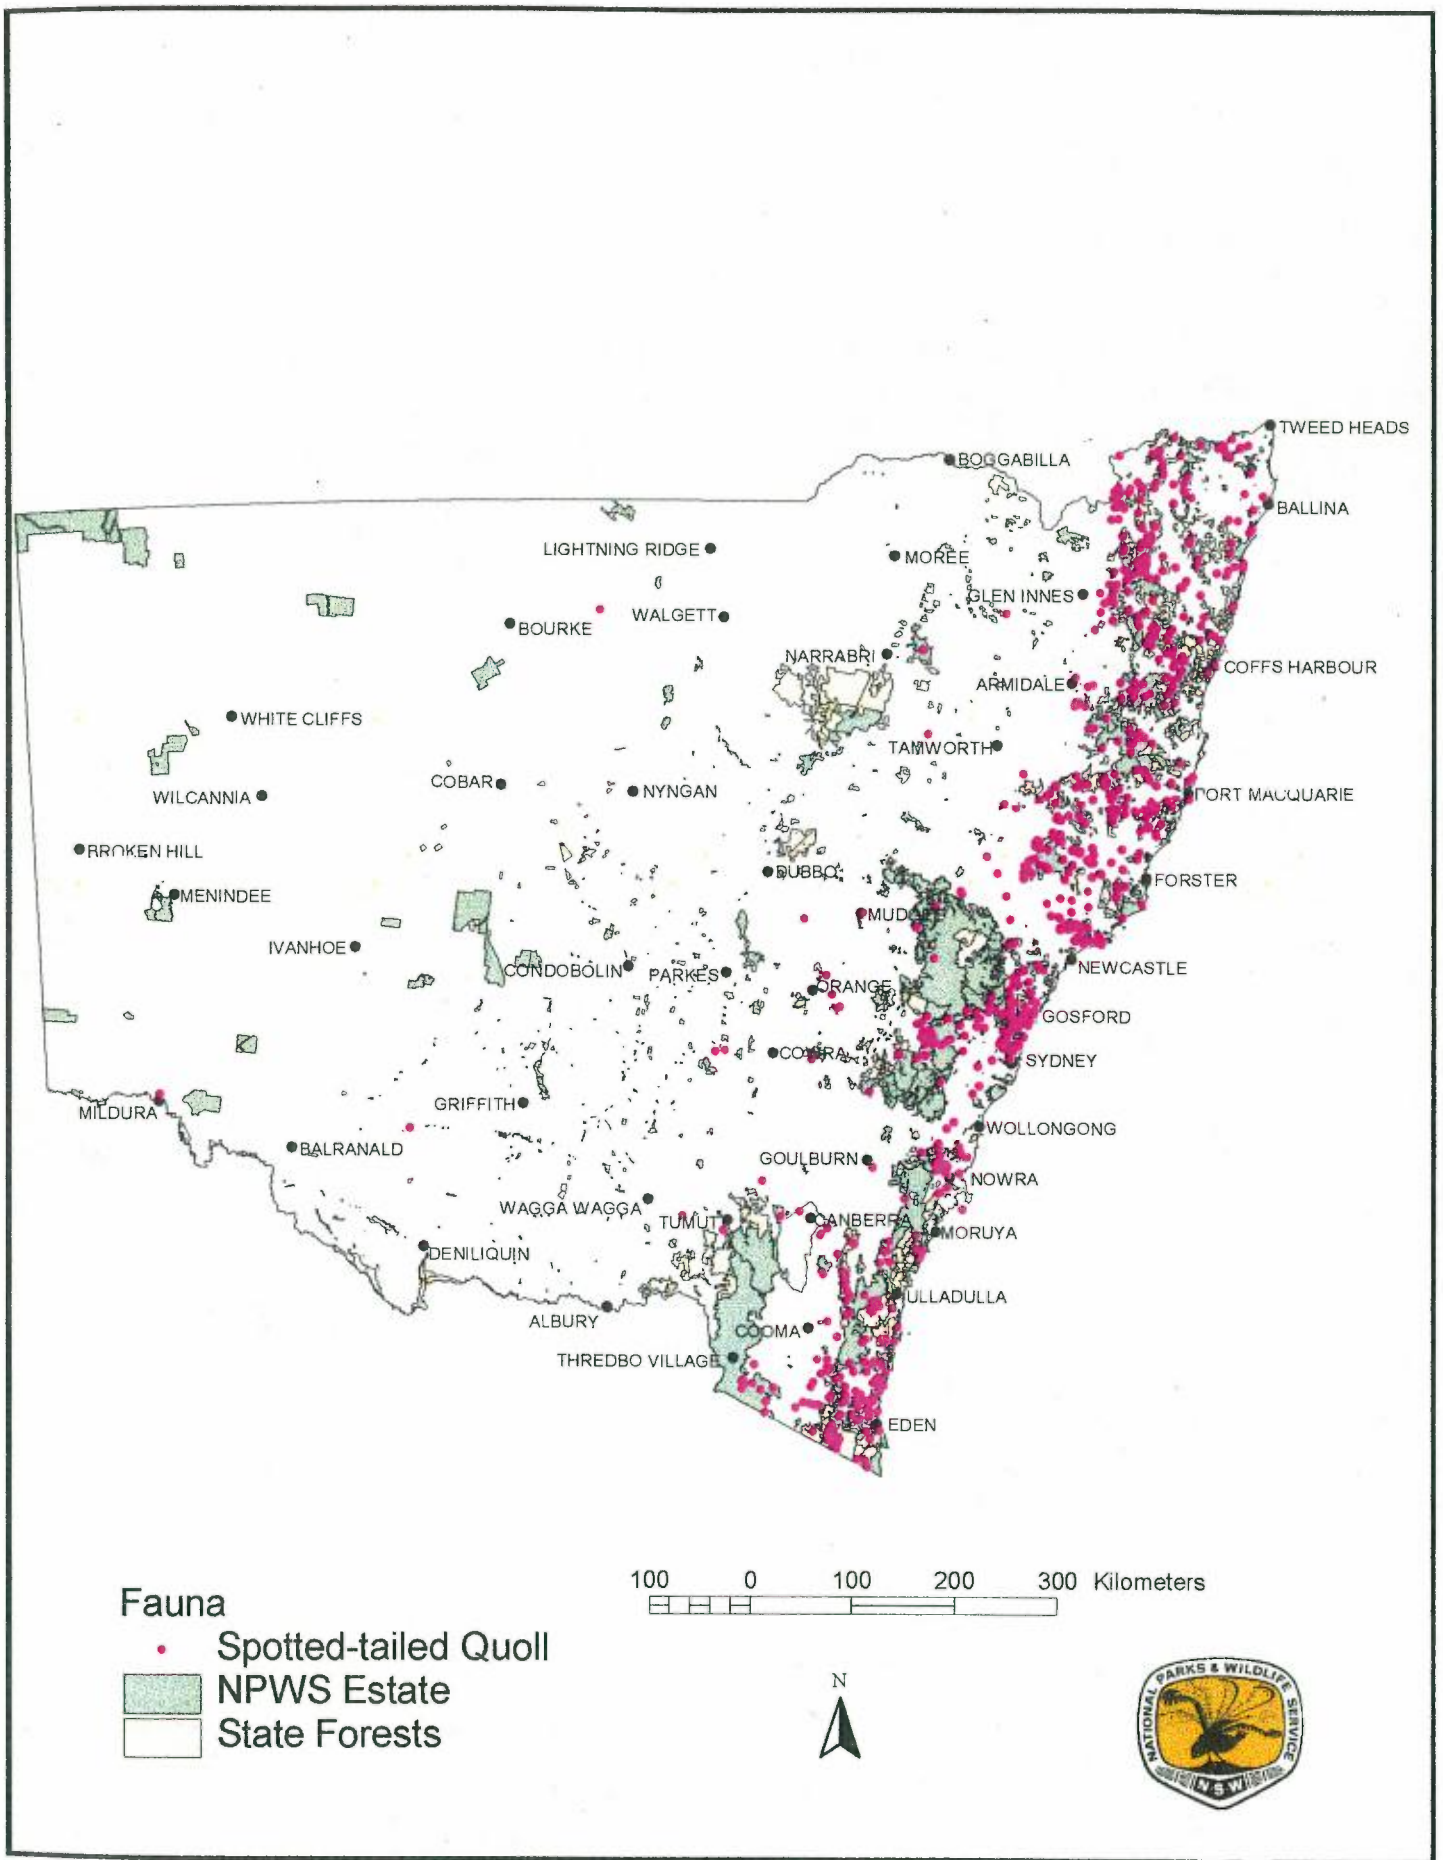 TWEED HEADS
BOGGABILLA
BALLINA
LIGHTNING RIDGE
MOREE
GLEN INNES
WALGETT
BOURKE
NARRABRI
COFFS HARBOUR
ARMIDALE
WHITE CLIFFS
TAMWORTH
COBAR
NYNGAN
WILCANNIA
PORT MACQUARIE
BROKEN HILL
DUBBO
FORSTER
MENINDEE
MUDGEE
IVANHOE
CONDOBOLIN
PARKES
NEWCASTLE
ORANGE
GOSFORD
COWRA
SYDNEY
MILDURA
GRIFFITH
WOLLONGONG
BALRANALD
GOULBURN
NOWRA
WAGGA WAGGA
TUMUT
CANBERRA
MORUYA
DENILIQUIN
ULLADULLA
ALBURY
COOMA
THREDBO VILLAGE
EDEN
100 0 100 200 300 Kilometers
Fauna
Spotted-tailed Quoll
NPWS Estate
State Forests
N
NATIONAL PARKS & WILDLIFE SERVICE
NSW